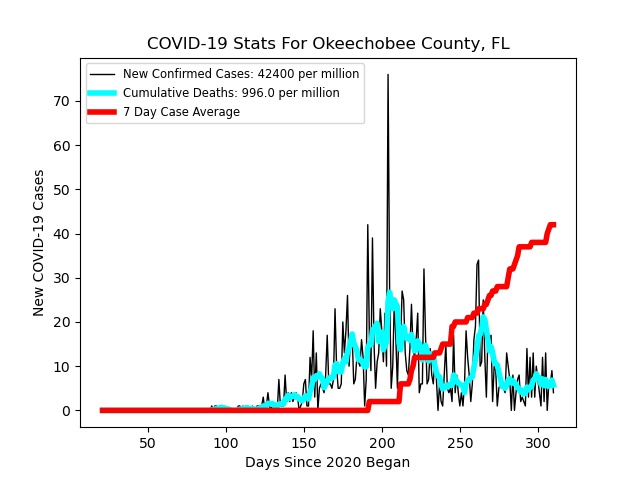 COVID-19 Stats For Okeechobee County, FL
New Confirmed Cases: 42400 per million
Cumulative Deaths: 996.0 per million
7 Day Case Average
New COVID-19 Cases
70
60
50
40
30
20
10
0
50 100 150 200 250 300
Days Since 2020 Began